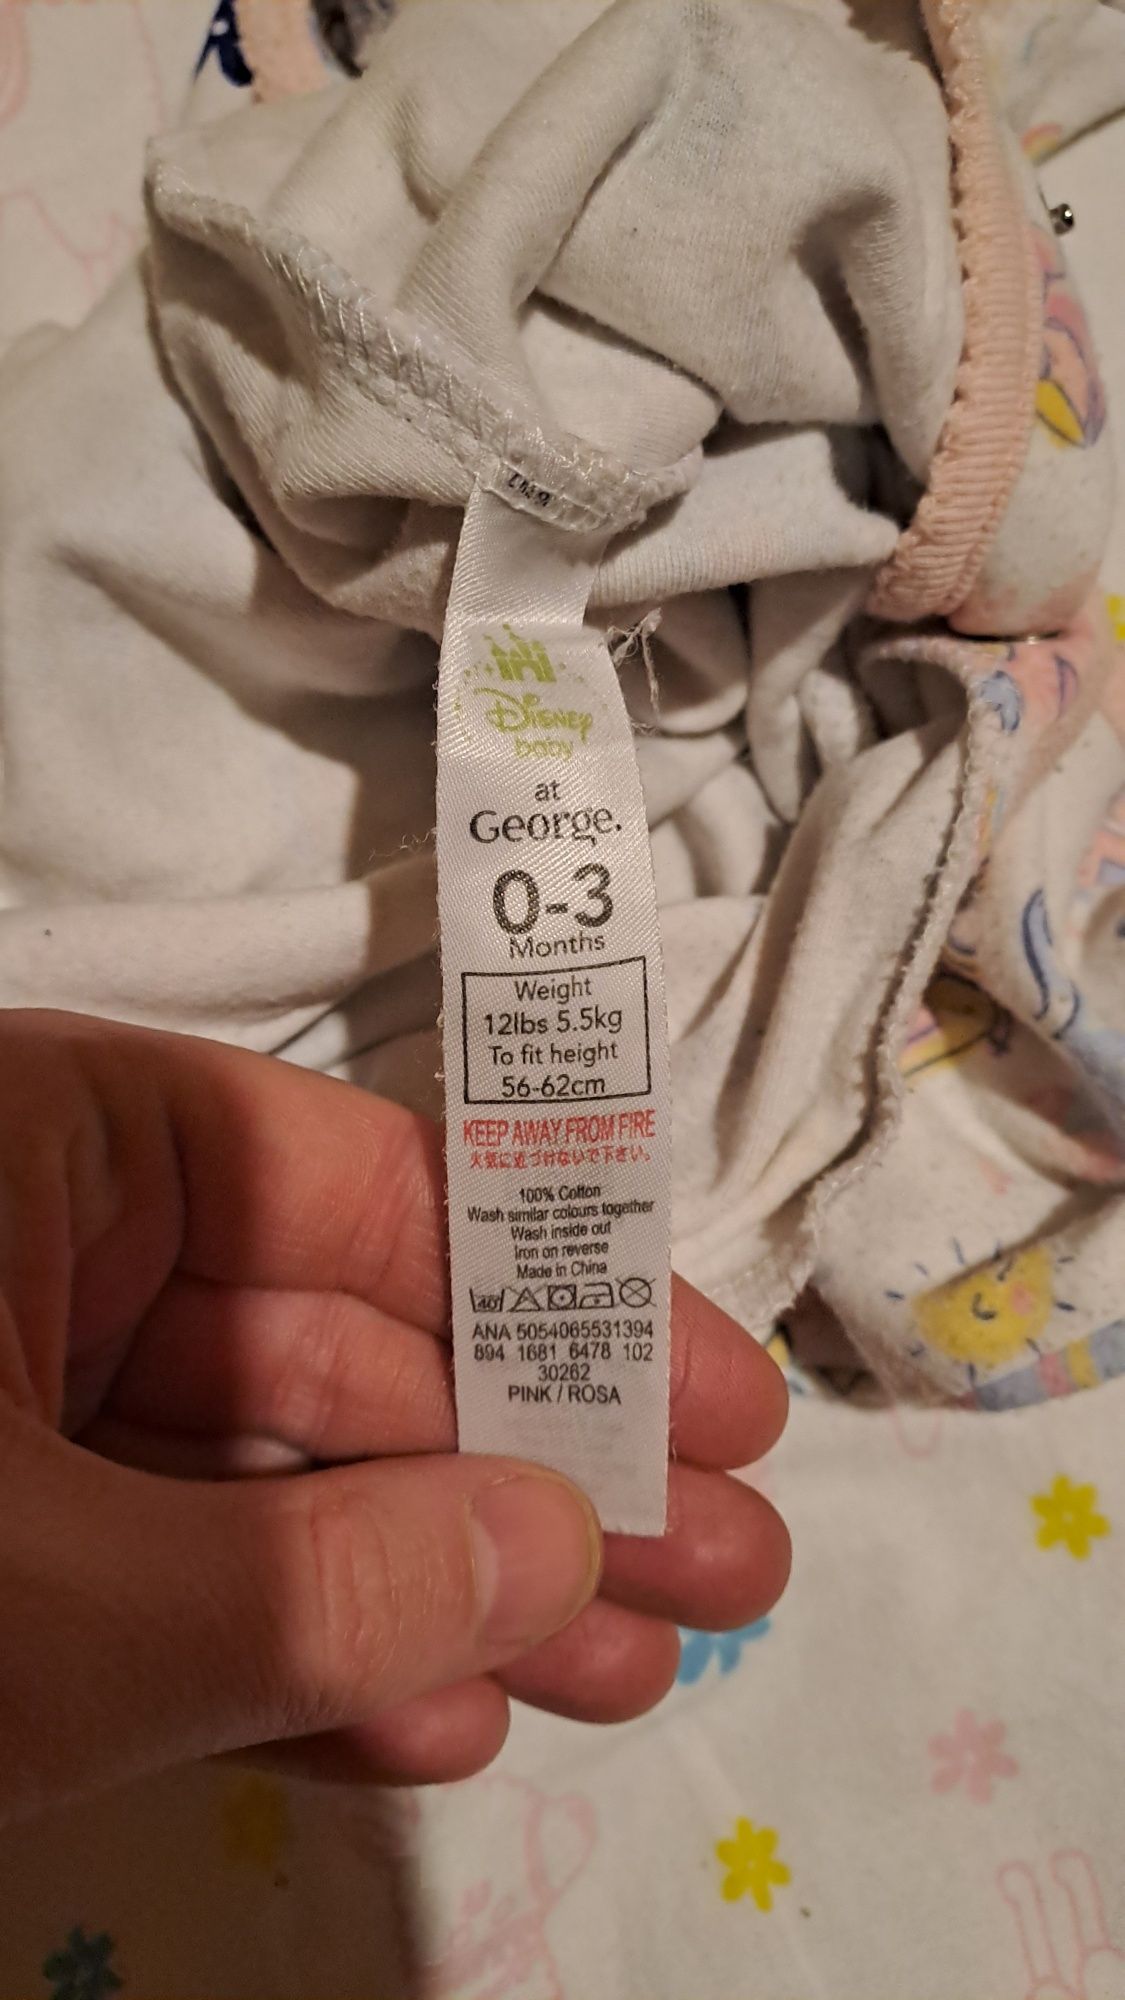 Disney
baby
at
George.
0-3
Months
Weight
12lbs 5.5kg
To fit height
56-62cm
KEEP AWAY FROM FIRE
火気に近づけないで下さい。
100% Cotton
Wash similar colours together
Wash inside out
Iron on reverse
Made in China
40
ANA 5054065531394
894 1681 6478 102
30262
PINK / ROSA